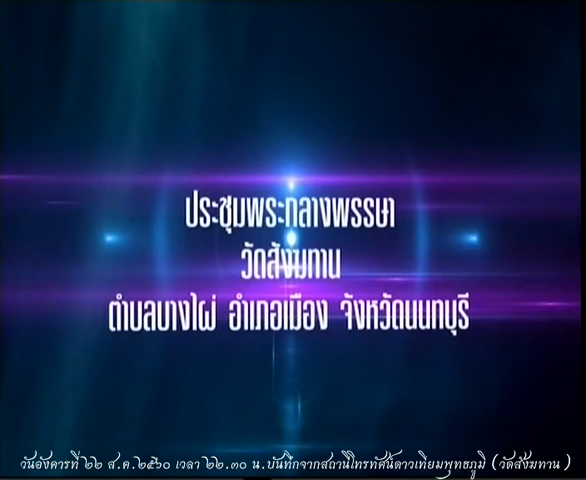 ประชุมพระกลางพรรษา
วัดสังฆทาน
ตำบลบางไผ่ อำเภอเมือง จังหวัดนนทบุรี
วันอังคารที่ ๒๒ ส.ค.๒๕๖๐ เวลา ๒๒.๓๐ น.บันทึกจากสถานีโทรทัศน์ดาวเทียมพุทธภูมิ (วัดสังฆทาน)